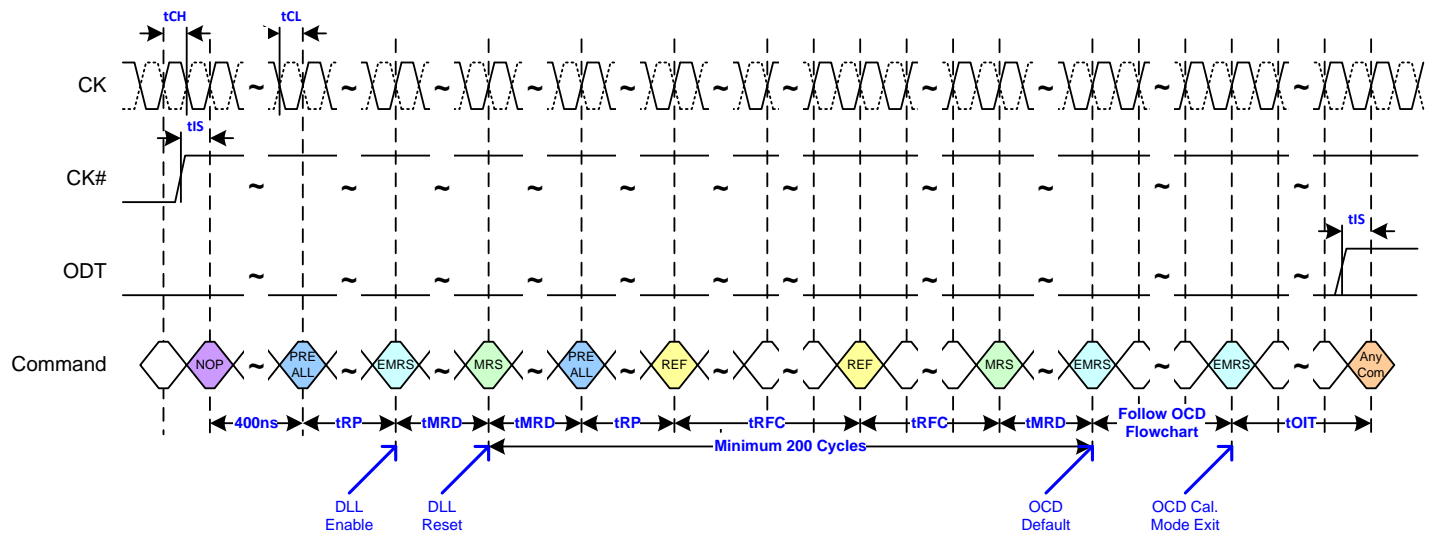 tCH
tCL
CK
~ ~ ~ ~ ~ ~ ~ ~ ~ ~ ~
tIS
CK#
~ ~ ~ ~ ~ ~ ~ ~ ~ ~ ~
tIS
ODT
~ ~ ~ ~ ~ ~ ~ ~ ~ ~ ~
Command
NOP
~
PRE
ALL
~
EMRS
~
MRS
~
PRE
ALL
~
REF
~
~
REF
~
MRS
~
EMRS
~
EMRS
~
Any
Com
400ns
tRP
tMRD
tMRD
tRP
tRFC
tRFC
tMRD
Follow OCD
Flowchart
tOIT
Minimum 200 Cycles
DLL
Enable
DLL
Reset
OCD
Default
OCD Cal.
Mode Exit